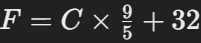 F = C × 9/5 + 32